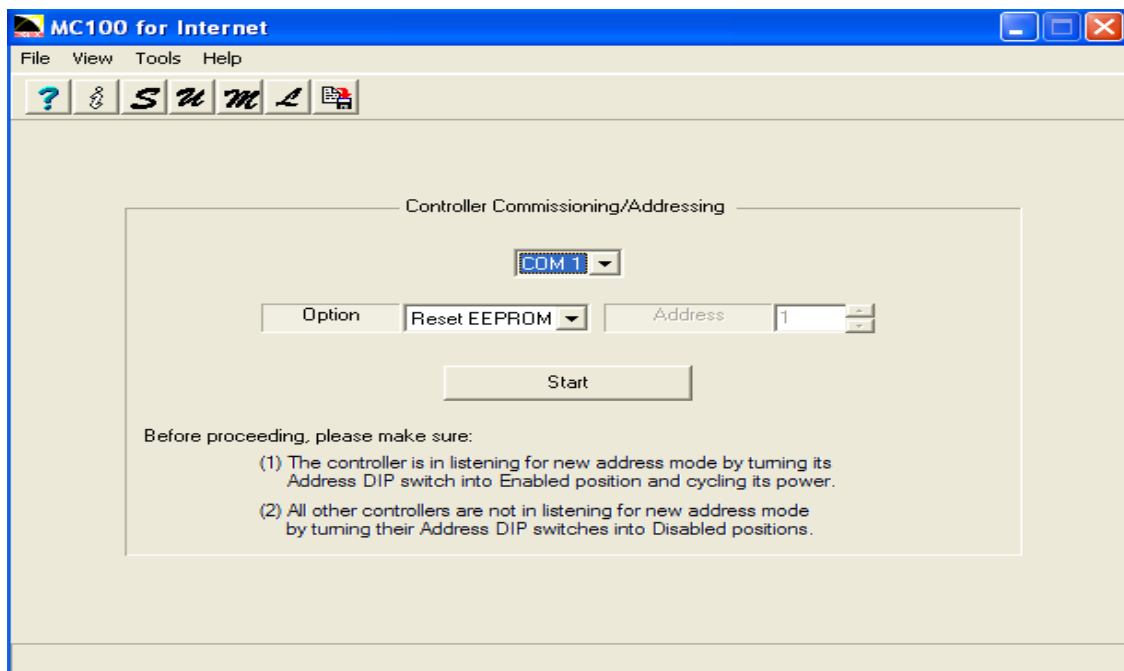 MC100 for Internet
File View Tools Help
? i S U M L
Controller Commissioning/Addressing
COM 1
Option Reset EEPROM Address 1
Start
Before proceeding, please make sure:
(1) The controller is in listening for new address mode by turning its
Address DIP switch into Enabled position and cycling its power.
(2) All other controllers are not in listening for new address mode
by turning their Address DIP switches into Disabled positions.